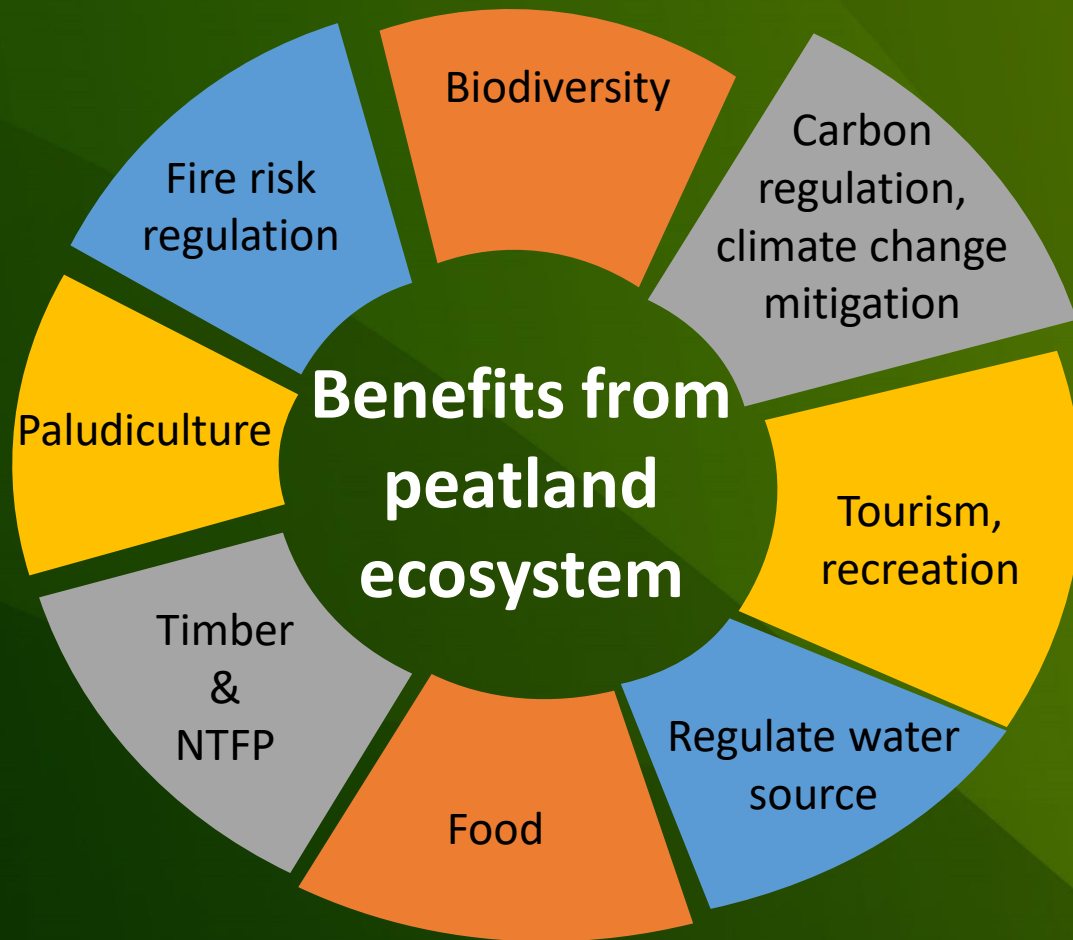 Biodiversity
Carbon
regulation,
climate change
mitigation
Fire risk
regulation
Benefits from
peatland
ecosystem
Paludiculture
Tourism,
recreation
Timber
&
NTFP
Regulate water
source
Food